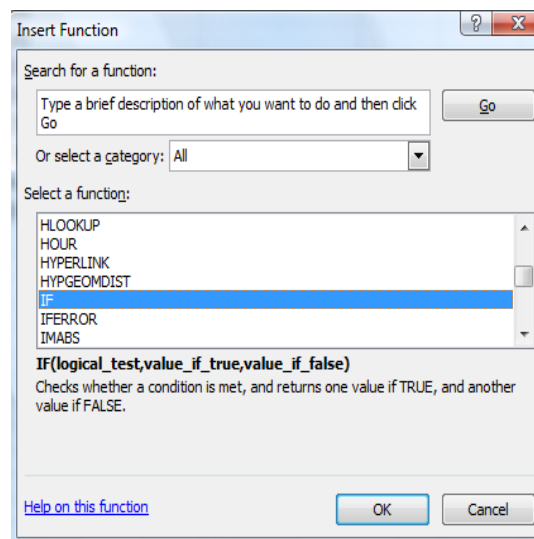 Insert Function
Search for a function:
Type a brief description of what you want to do and then click
Go
Go
Or select a category: All
Select a function:
HLOOKUP
HOUR
HYPERLINK
HYPGEOMDIST
IF
IFERROR
IMABS
IF(logical_test,value_if_true,value_if_false)
Checks whether a condition is met, and returns one value if TRUE, and another
value if FALSE.
Help on this function
OK
Cancel